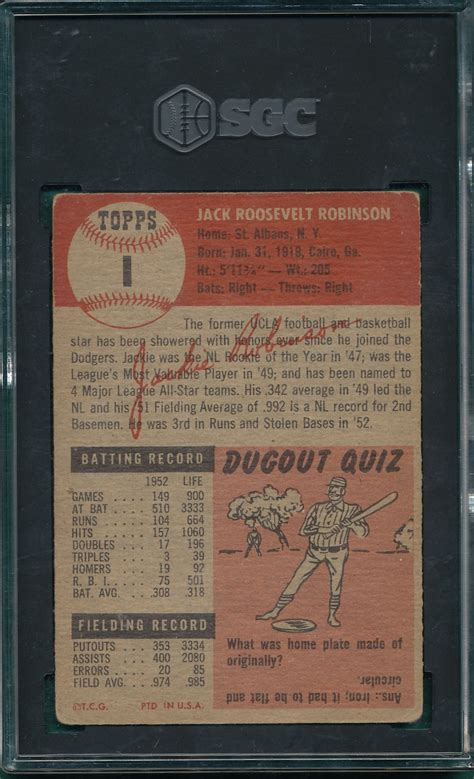 SGC
TOPPS
1
JACK ROOSEVELT ROBINSON
Home: St. Albans, N. Y.
Born: Jan. 31, 1919, Cairo, Ga.
Ht.: 5'11½" — Wt.: 205
Bats: Right — Throws: Right
The former UCLA football and basketball
star has been showered with honors ever since he joined the
Dodgers. Jackie was the NL Rookie of the Year in '47; was
the League's Most Valuable Player in '49; and has been named to
4 Major League All-Star teams. His .342 average in '49 led the
NL and his '51 Fielding Average of .992 is a NL record for 2nd
Basemen. He was 3rd in Runs and Stolen Bases in '52.
Jackie Robinson
BATTING RECORD
1952 LIFE
GAMES .... 149 900
AT BAT .... 510 3333
RUNS .... 104 664
HITS .... 157 1060
DOUBLES .. 17 196
TRIPLES ... 3 39
HOMERS .. 19 92
R. B. I. .... 75 501
BAT. AVG. .. .308 .318
FIELDING RECORD
PUTOUTS .. 353 3334
ASSISTS ... 400 2080
ERRORS ... 20 85
FIELD AVG. .974 .985
©T.C.G. PTD IN U.S.A.
DUGOUT QUIZ
What was home plate made of
originally?
Ans.: Iron; it had to be flat and
circular